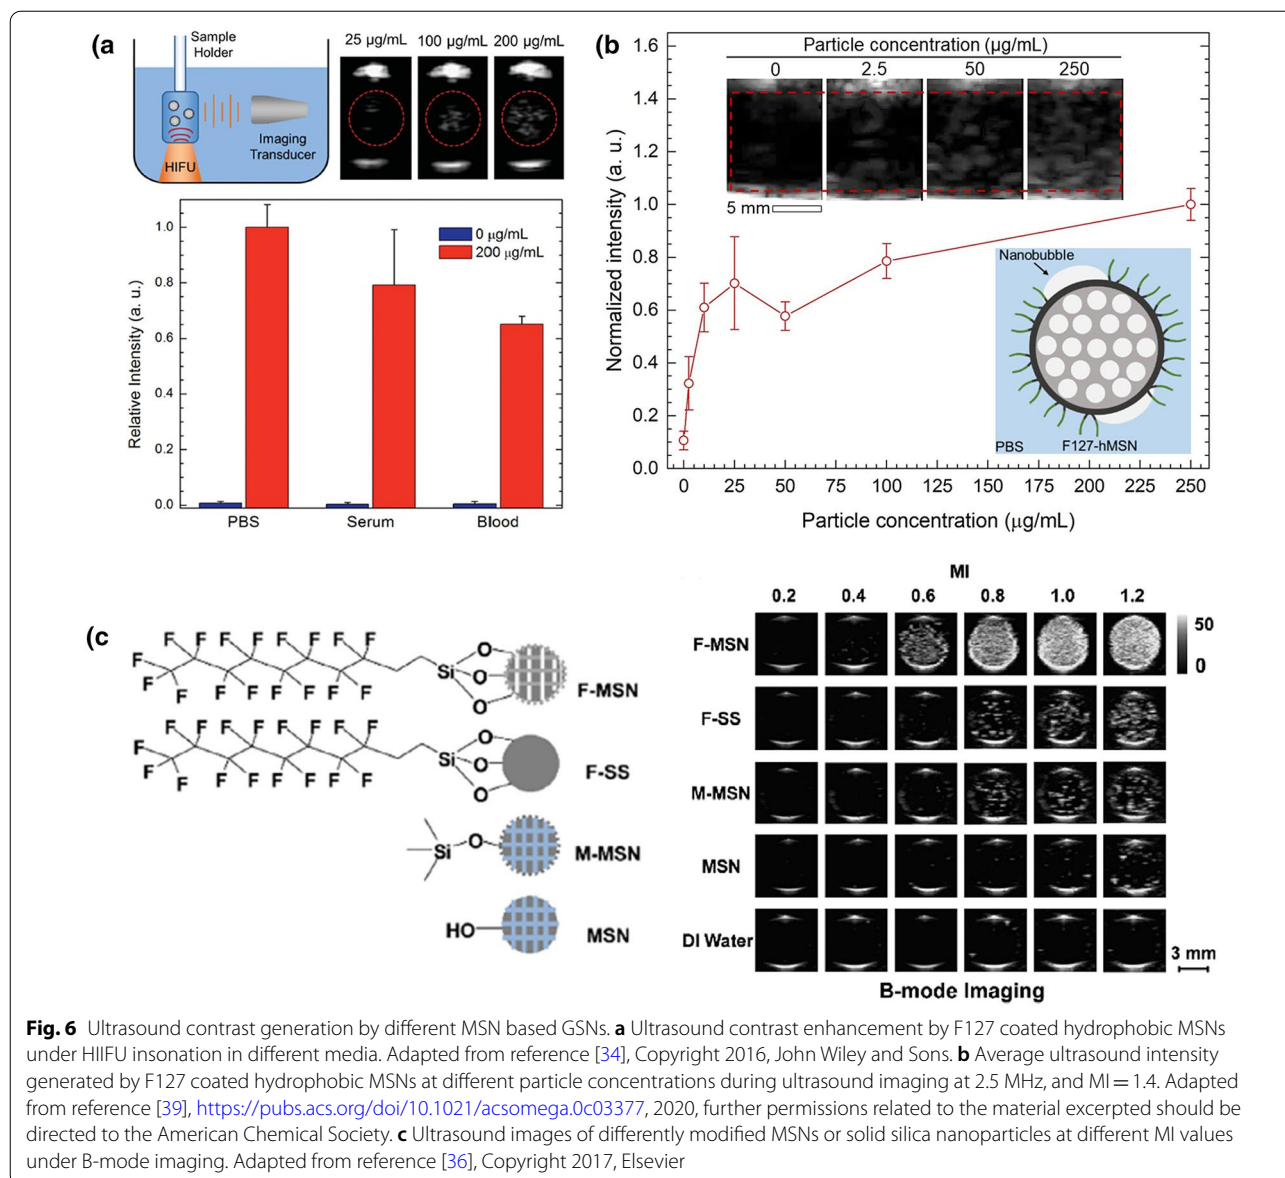 (a
Sample
Holder
HIFU
Imaging
Transducer
25 µg/mL 100 µg/mL 200 µg/mL
Relative Intensity (a. u.)
1.0
0.8
0.6
0.4
0.2
0.0
0 µg/mL
200 µg/mL
PBS Serum Blood
(b
Normalized intensity (a. u.)
1.6
1.4
1.2
1.0
0.8
0.6
0.4
0.2
0.0
Particle concentration (µg/mL)
0 2.5 50 250
5 mm
Nanobubble
PBS F127-hMSN
0 25 50 75 100 125 150 175 200 225 250
Particle concentration (µg/mL)
(c
F F F F F F F F
F
F
F F F F F F F
Si
O
O
O
F-MSN
F F F F F F F F
F
F
F F F F F F F
Si
O
O
O
F-SS
Si O
M-MSN
HO
MSN
MI
0.2 0.4 0.6 0.8 1.0 1.2
F-MSN
50
0
F-SS
M-MSN
MSN
DI Water
3 mm
B-mode Imaging
Fig. 6 Ultrasound contrast generation by different MSN based GSNs. a Ultrasound contrast enhancement by F127 coated hydrophobic MSNs
under HIIFU insonation in different media. Adapted from reference [34], Copyright 2016, John Wiley and Sons. b Average ultrasound intensity
generated by F127 coated hydrophobic MSNs at different particle concentrations during ultrasound imaging at 2.5 MHz, and MI = 1.4. Adapted
from reference [39], https://pubs.acs.org/doi/10.1021/acsomega.0c03377, 2020, further permissions related to the material excerpted should be
directed to the American Chemical Society. c Ultrasound images of differently modified MSNs or solid silica nanoparticles at different MI values
under B-mode imaging. Adapted from reference [36], Copyright 2017, Elsevier